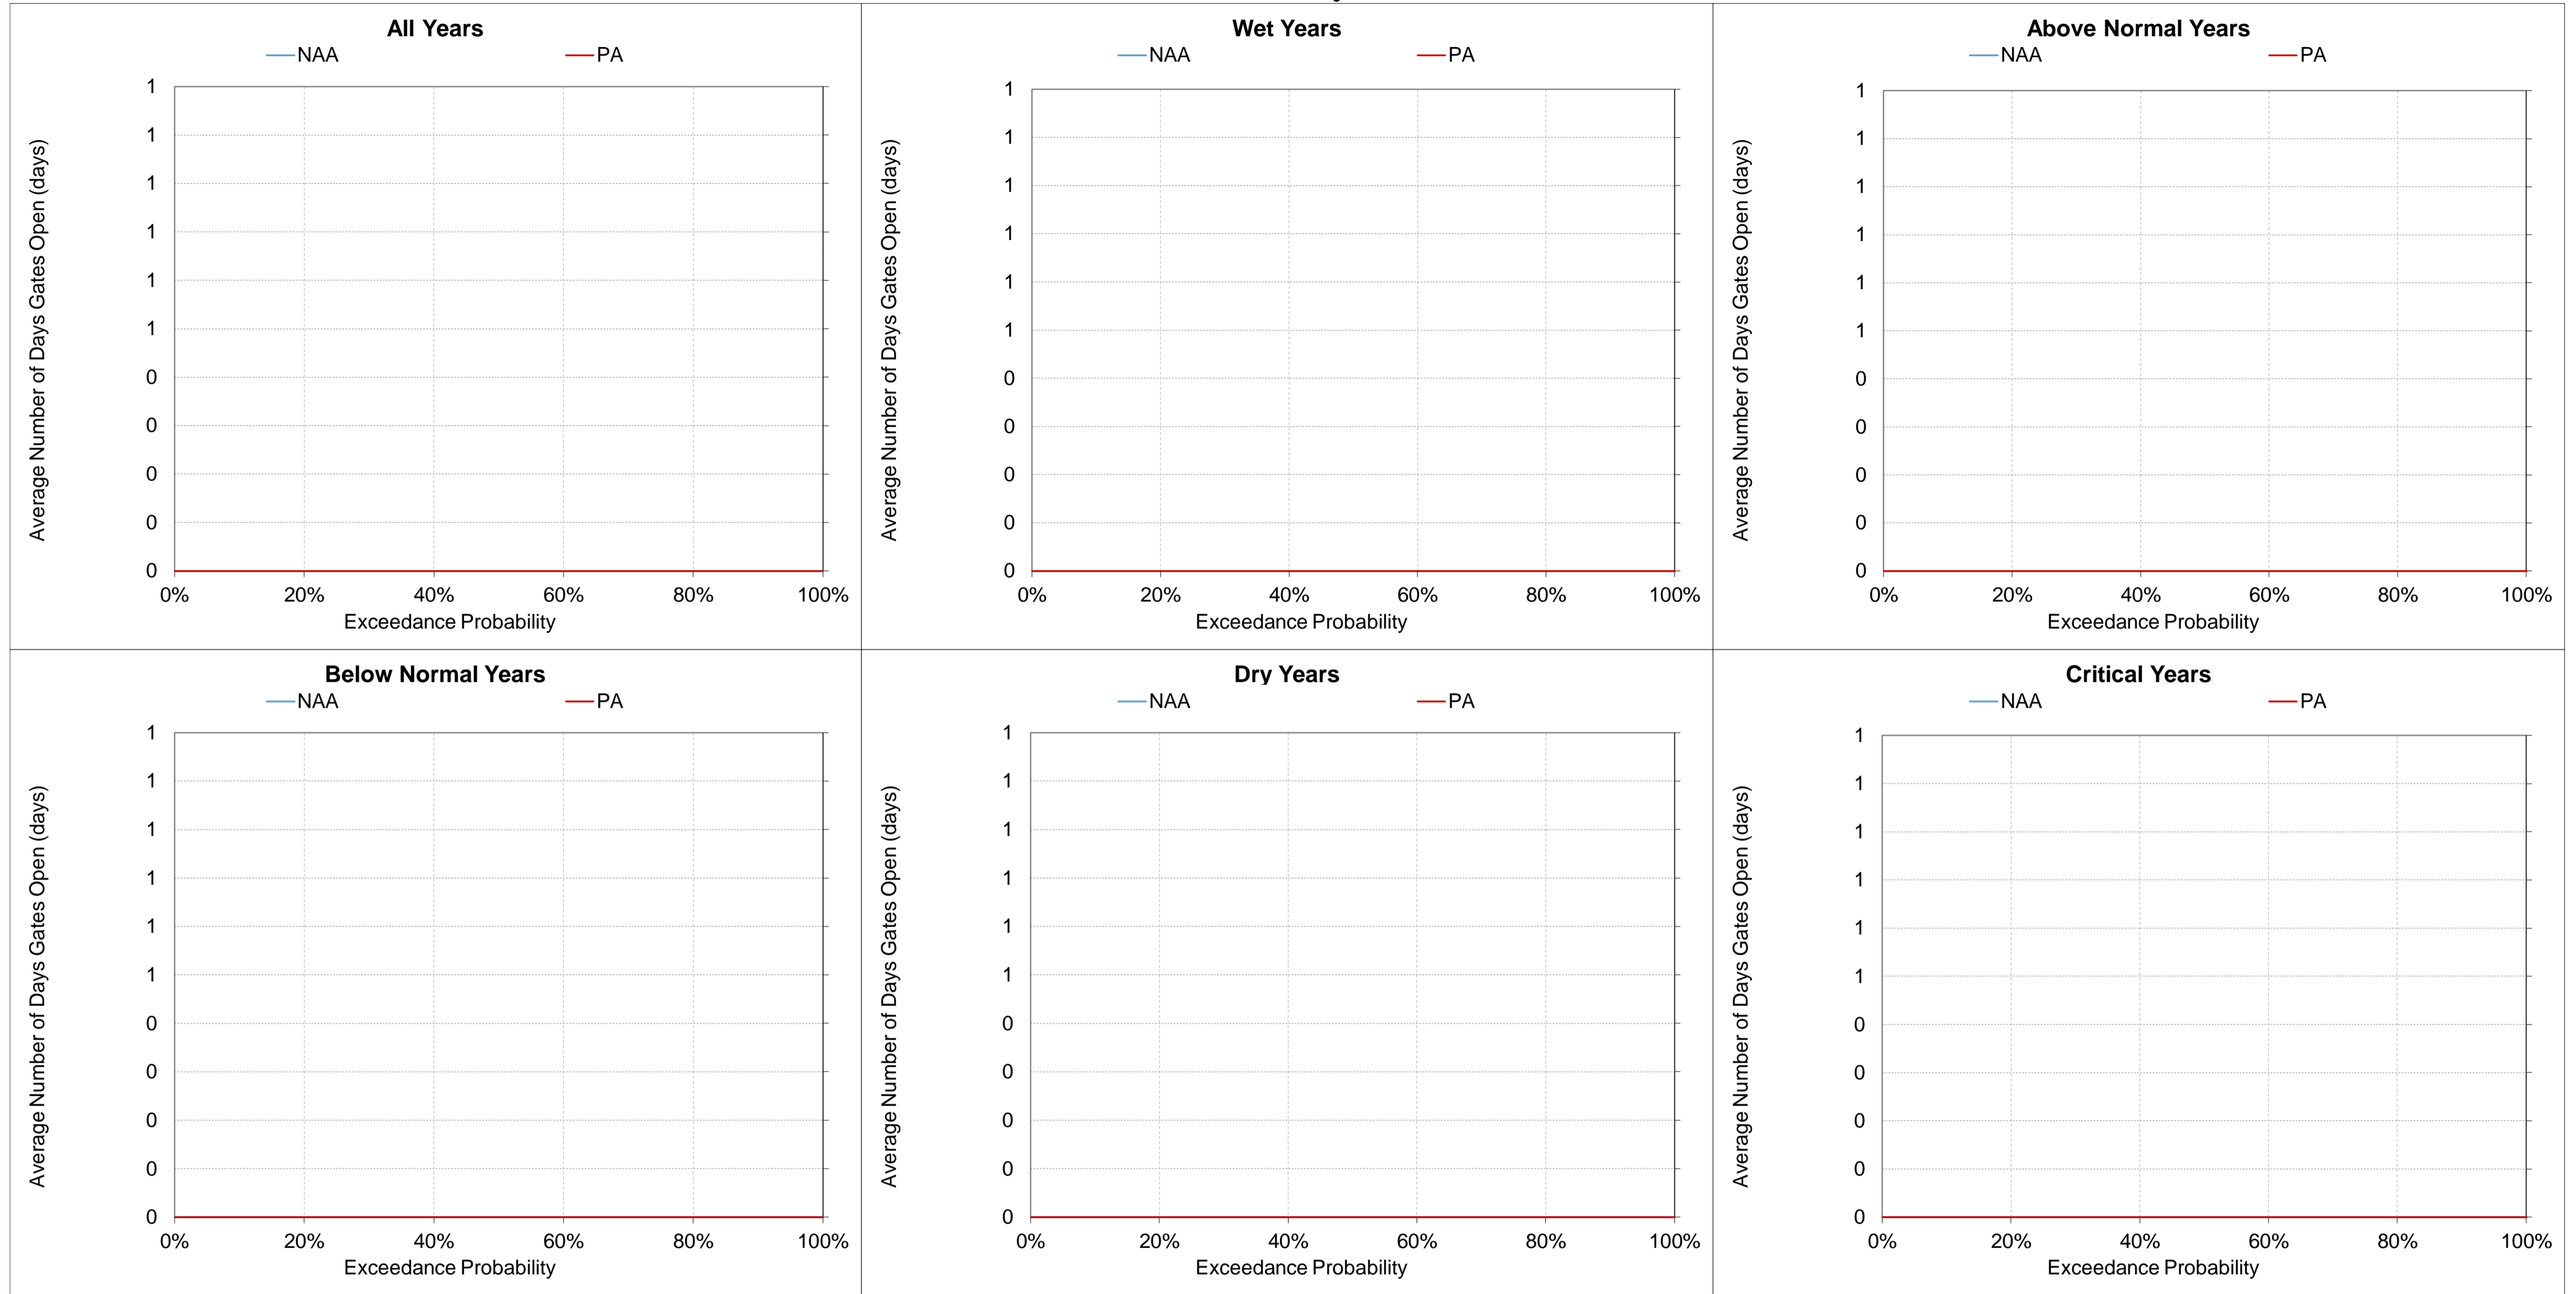 All Years
NAA PA
Average Number of Days Gates Open (days)
1
1
1
1
1
1
0
0
0
0
0
0% 20% 40% 60% 80% 100%
Exceedance Probability
Wet Years
NAA PA
Average Number of Days Gates Open (days)
1
1
1
1
1
1
0
0
0
0
0
0% 20% 40% 60% 80% 100%
Exceedance Probability
Above Normal Years
NAA PA
Average Number of Days Gates Open (days)
1
1
1
1
1
1
0
0
0
0
0
0% 20% 40% 60% 80% 100%
Exceedance Probability
Below Normal Years
NAA PA
Average Number of Days Gates Open (days)
1
1
1
1
1
1
0
0
0
0
0
0% 20% 40% 60% 80% 100%
Exceedance Probability
Dry Years
NAA PA
Average Number of Days Gates Open (days)
1
1
1
1
1
1
0
0
0
0
0
0% 20% 40% 60% 80% 100%
Exceedance Probability
Critical Years
NAA PA
Average Number of Days Gates Open (days)
1
1
1
1
1
1
0
0
0
0
0
0% 20% 40% 60% 80% 100%
Exceedance Probability